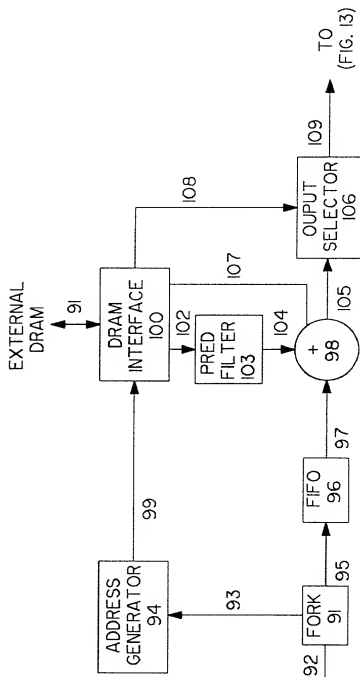 EXTERNAL
DRAM
91
DRAM
INTERFACE
100
108
107
102
PRED
FILTER
103
104
99
ADDRESS
GENERATOR
94
93
92
FORK
91
95
FIFO
96
97
+
98
105
OUPUT
SELECTOR
106
109
TO
(FIG. 13)